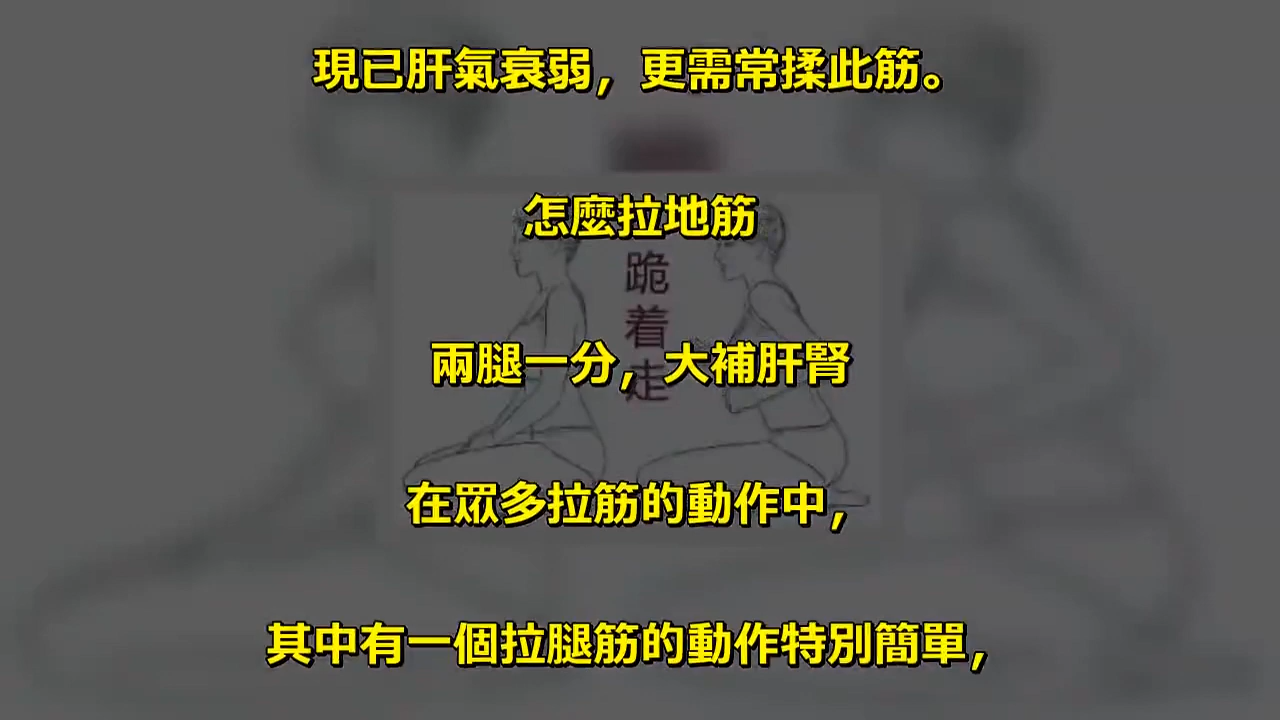 現已肝氣衰弱，更需常揉此筋。
怎麼拉地筋
跪着走
兩腿一分，大補肝腎
在眾多拉筋的動作中，
其中有一個拉腿筋的動作特別簡單，